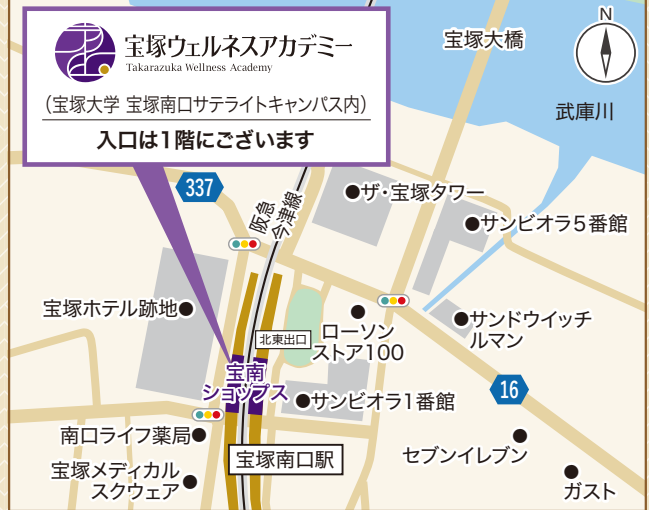 宝塚ウェルネスアカデミー
Takarazuka Wellness Academy
（宝塚大学 宝塚南口サテライトキャンパス内）
入口は1階にございます
N
宝塚大橋
武庫川
337
阪急
今津線
ザ・宝塚タワー
サンビオラ5番館
宝塚ホテル跡地
北東出口
ローソン
ストア100
サンドウイッチ
ルマン
宝南
ショップス
サンビオラ1番館
16
南口ライフ薬局
宝塚南口駅
セブンイレブン
宝塚メディカル
スクウェア
ガスト